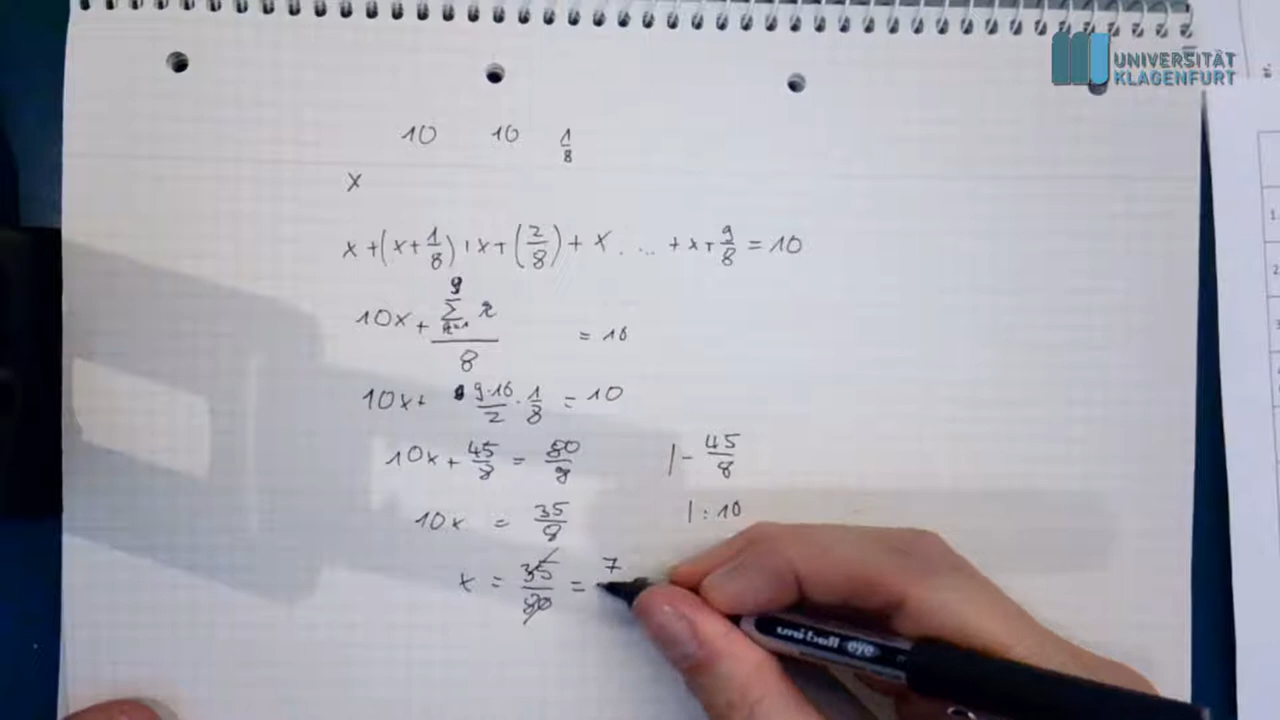 UNIVERSITÄT
KLAGENFURT
10 10 1/8
x
x + (x + 1/8) + x + (2/8) + x . ... + x + 9/8 = 10
10x + (9 Σ r) / 8 = 10
10x + 9·10/2 · 1/8 = 10
10x + 45/8 = 80/8 | - 45/8
10x = 35/8 | : 10
x = 35/80 = 7
uni-ball eye